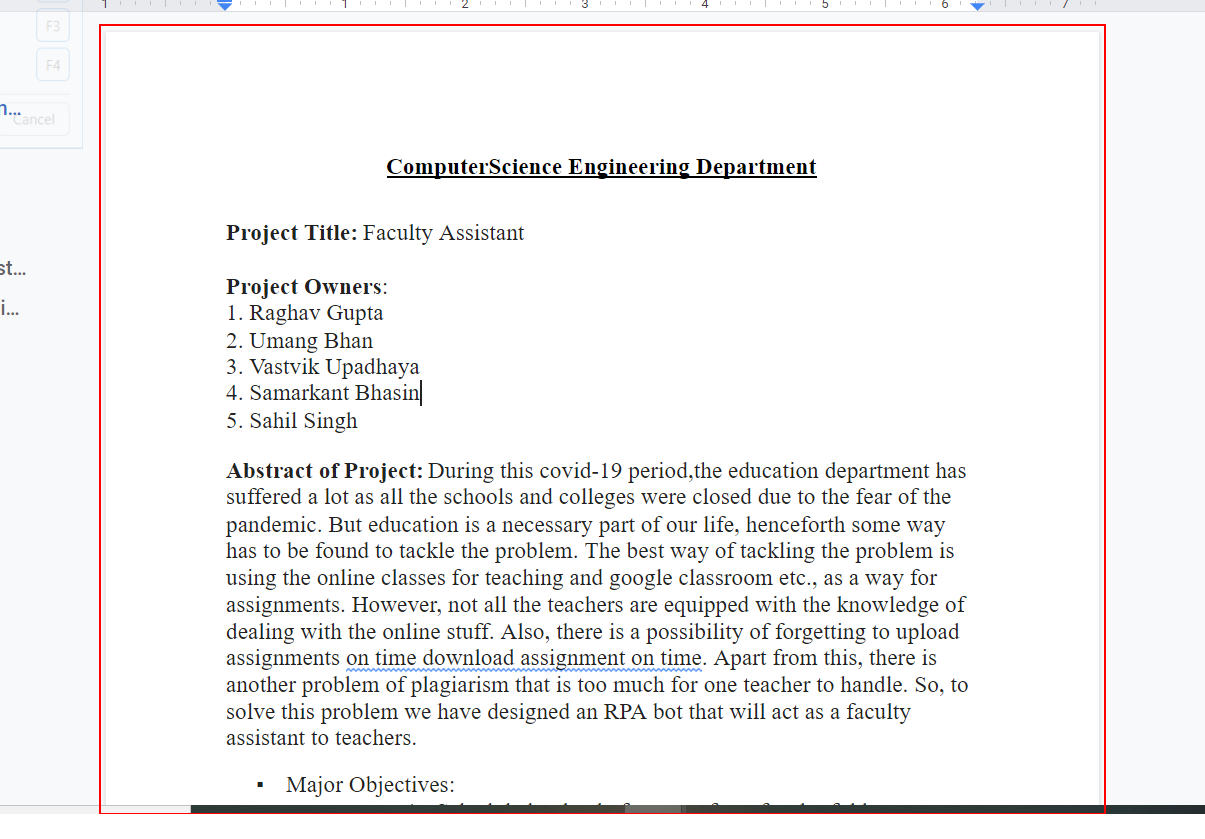 1 1 2 3 4 5 6 7
F3
F4
n...
Cancel
st...
i...
ComputerScience Engineering Department
Project Title: Faculty Assistant
Project Owners:
1. Raghav Gupta
2. Umang Bhan
3. Vastvik Upadhaya
4. Samarkant Bhasin
5. Sahil Singh
Abstract of Project: During this covid-19 period,the education department has
suffered a lot as all the schools and colleges were closed due to the fear of the
pandemic. But education is a necessary part of our life, henceforth some way
has to be found to tackle the problem. The best way of tackling the problem is
using the online classes for teaching and google classroom etc., as a way for
assignments. However, not all the teachers are equipped with the knowledge of
dealing with the online stuff. Also, there is a possibility of forgetting to upload
assignments on time download assignment on time. Apart from this, there is
another problem of plagiarism that is too much for one teacher to handle. So, to
solve this problem we have designed an RPA bot that will act as a faculty
assistant to teachers.
▪ Major Objectives: